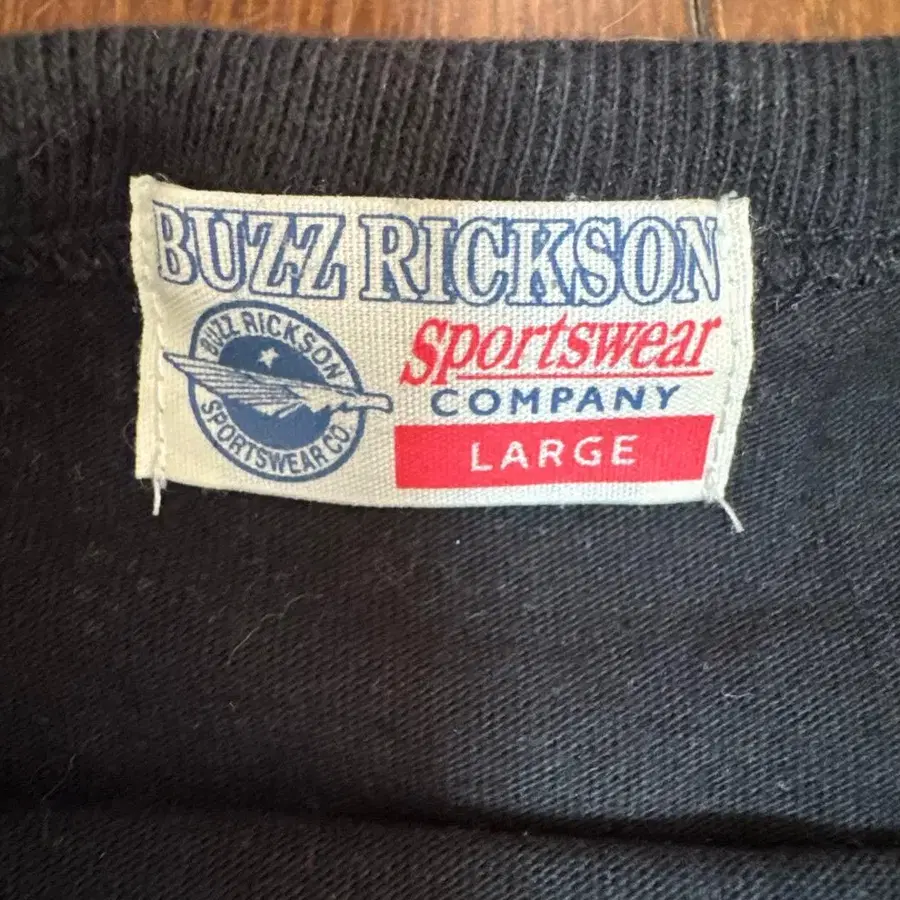 BUZZ RICKSON
BUZZ RICKSON
SPORTSWEAR CO.
Sportswear
COMPANY
LARGE